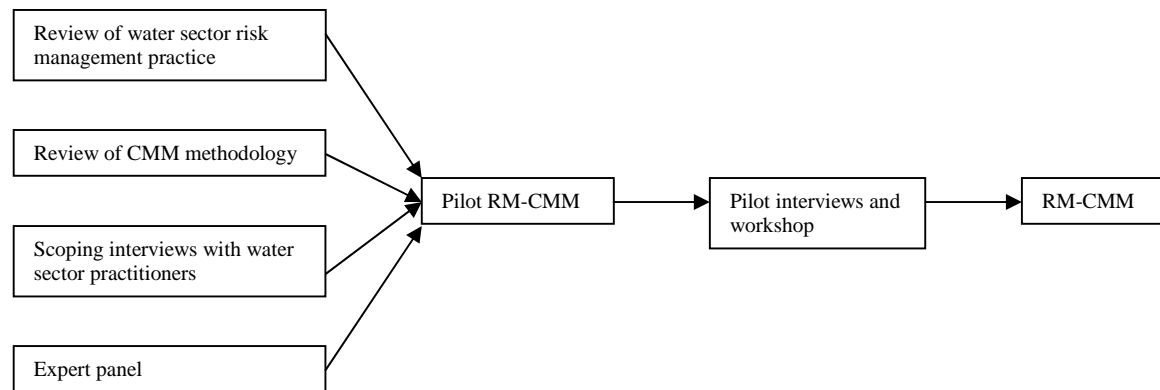 Review of water sector risk
management practice
Review of CMM methodology
Scoping interviews with water
sector practitioners
Expert panel
Pilot RM-CMM
Pilot interviews and
workshop
RM-CMM